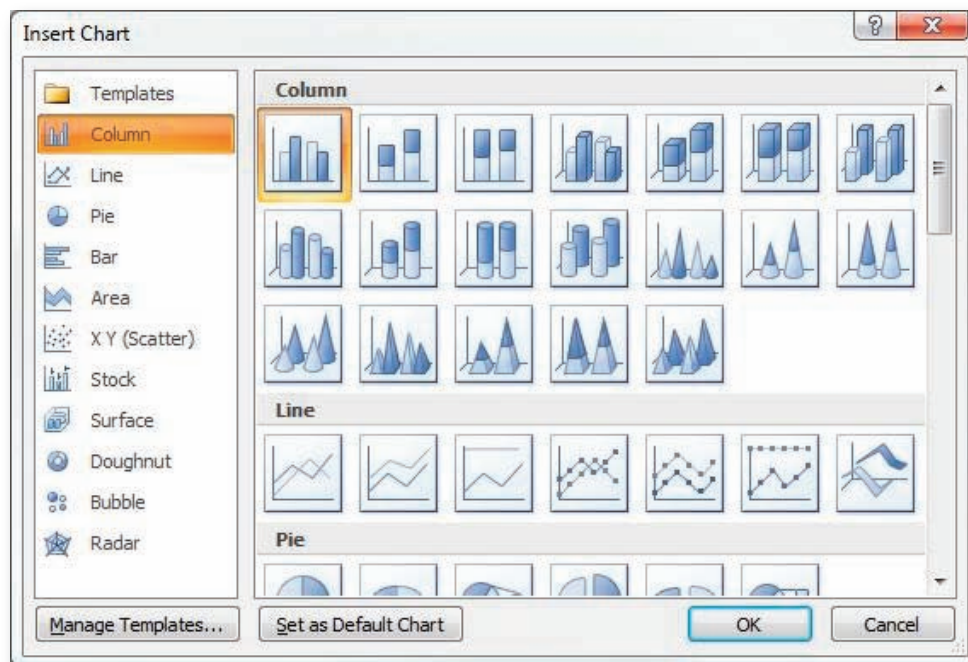 Insert Chart
Templates
Column
Line
Pie
Bar
Area
X Y (Scatter)
Stock
Surface
Doughnut
Bubble
Radar
Column
Line
Pie
Manage Templates...
Set as Default Chart
OK
Cancel